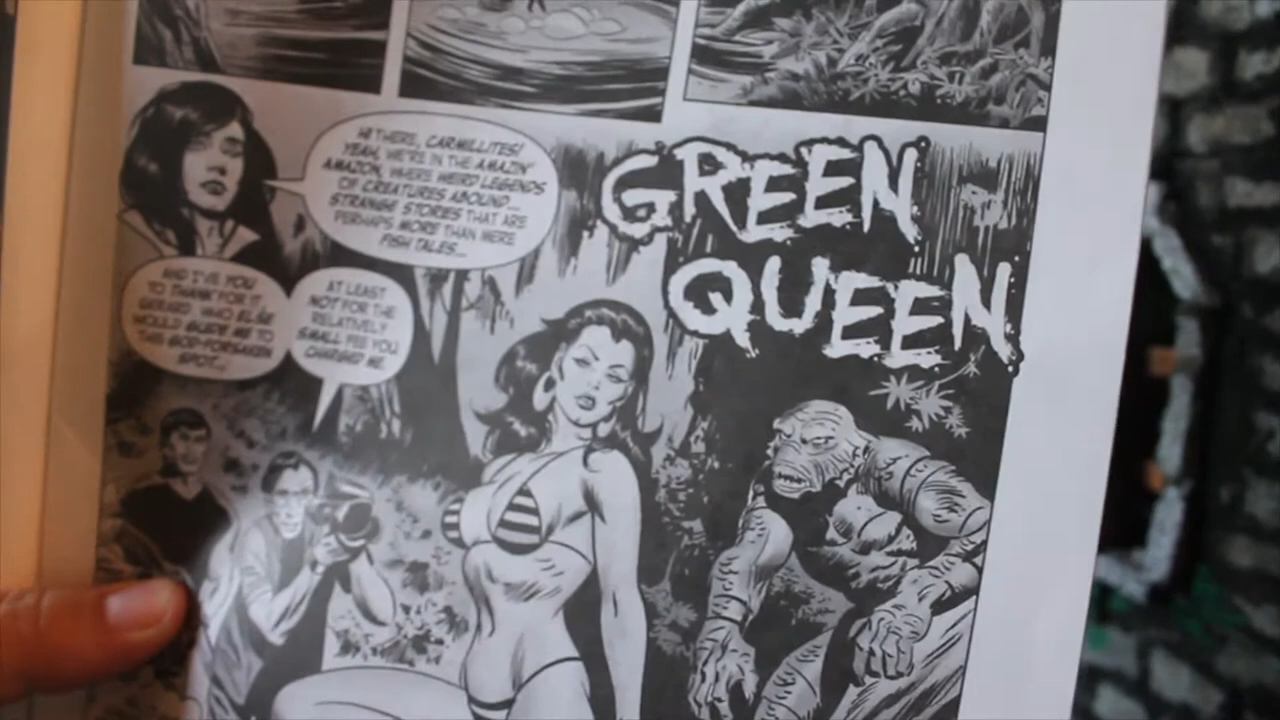 HI THERE, CARMILLITES!
YEAH, WE'RE IN THE AMAZIN'
AMAZON, WHERE WEIRD LEGENDS
OF CREATURES ABOUND...
STRANGE STORIES THAT ARE
PERHAPS MORE THAN MERE
FISH TALES...
GREEN
QUEEN
AND I'VE YOU
TO THANK FOR IT,
GERARD. WHO ELSE
WOULD GUIDE ME TO
THIS GOD-FORSAKEN
SPOT...
AT LEAST
NOT FOR THE
RELATIVELY
SMALL FEE YOU
CHARGED ME.